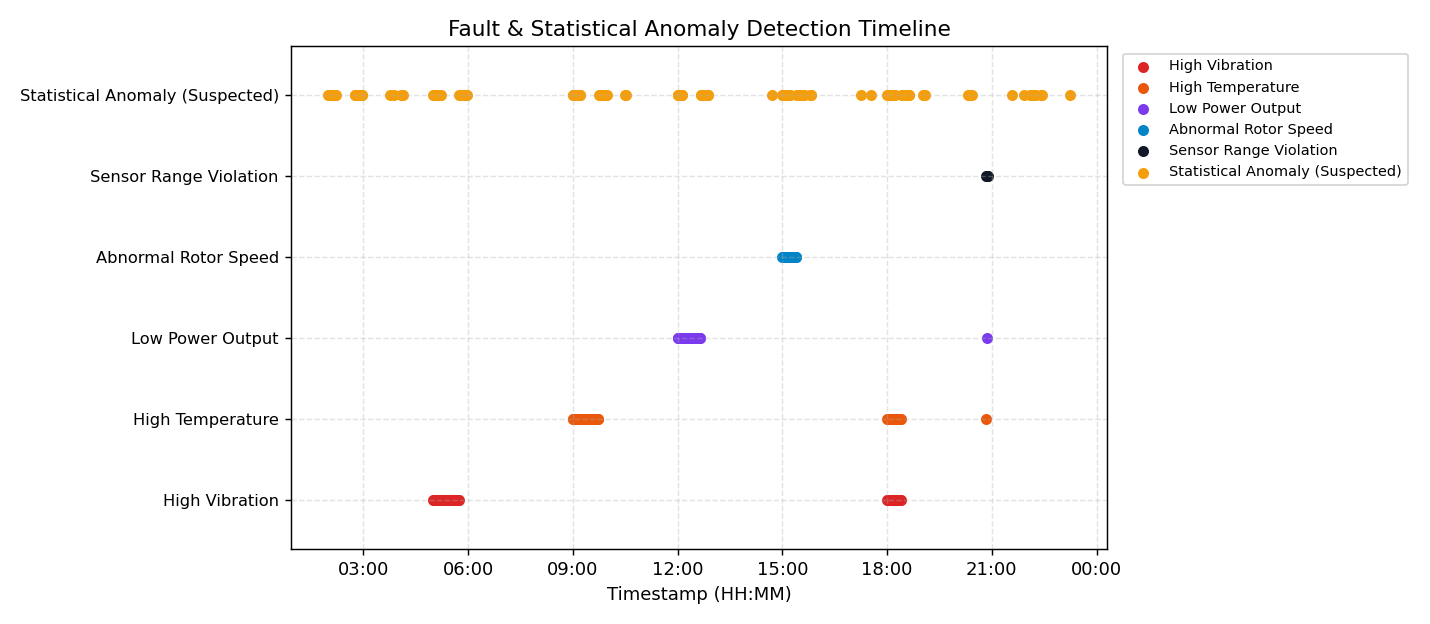 Fault & Statistical Anomaly Detection Timeline
Statistical Anomaly (Suspected)
Sensor Range Violation
Abnormal Rotor Speed
Low Power Output
High Temperature
High Vibration
03:00 06:00 09:00 12:00 15:00 18:00 21:00 00:00
Timestamp (HH:MM)
High Vibration
High Temperature
Low Power Output
Abnormal Rotor Speed
Sensor Range Violation
Statistical Anomaly (Suspected)